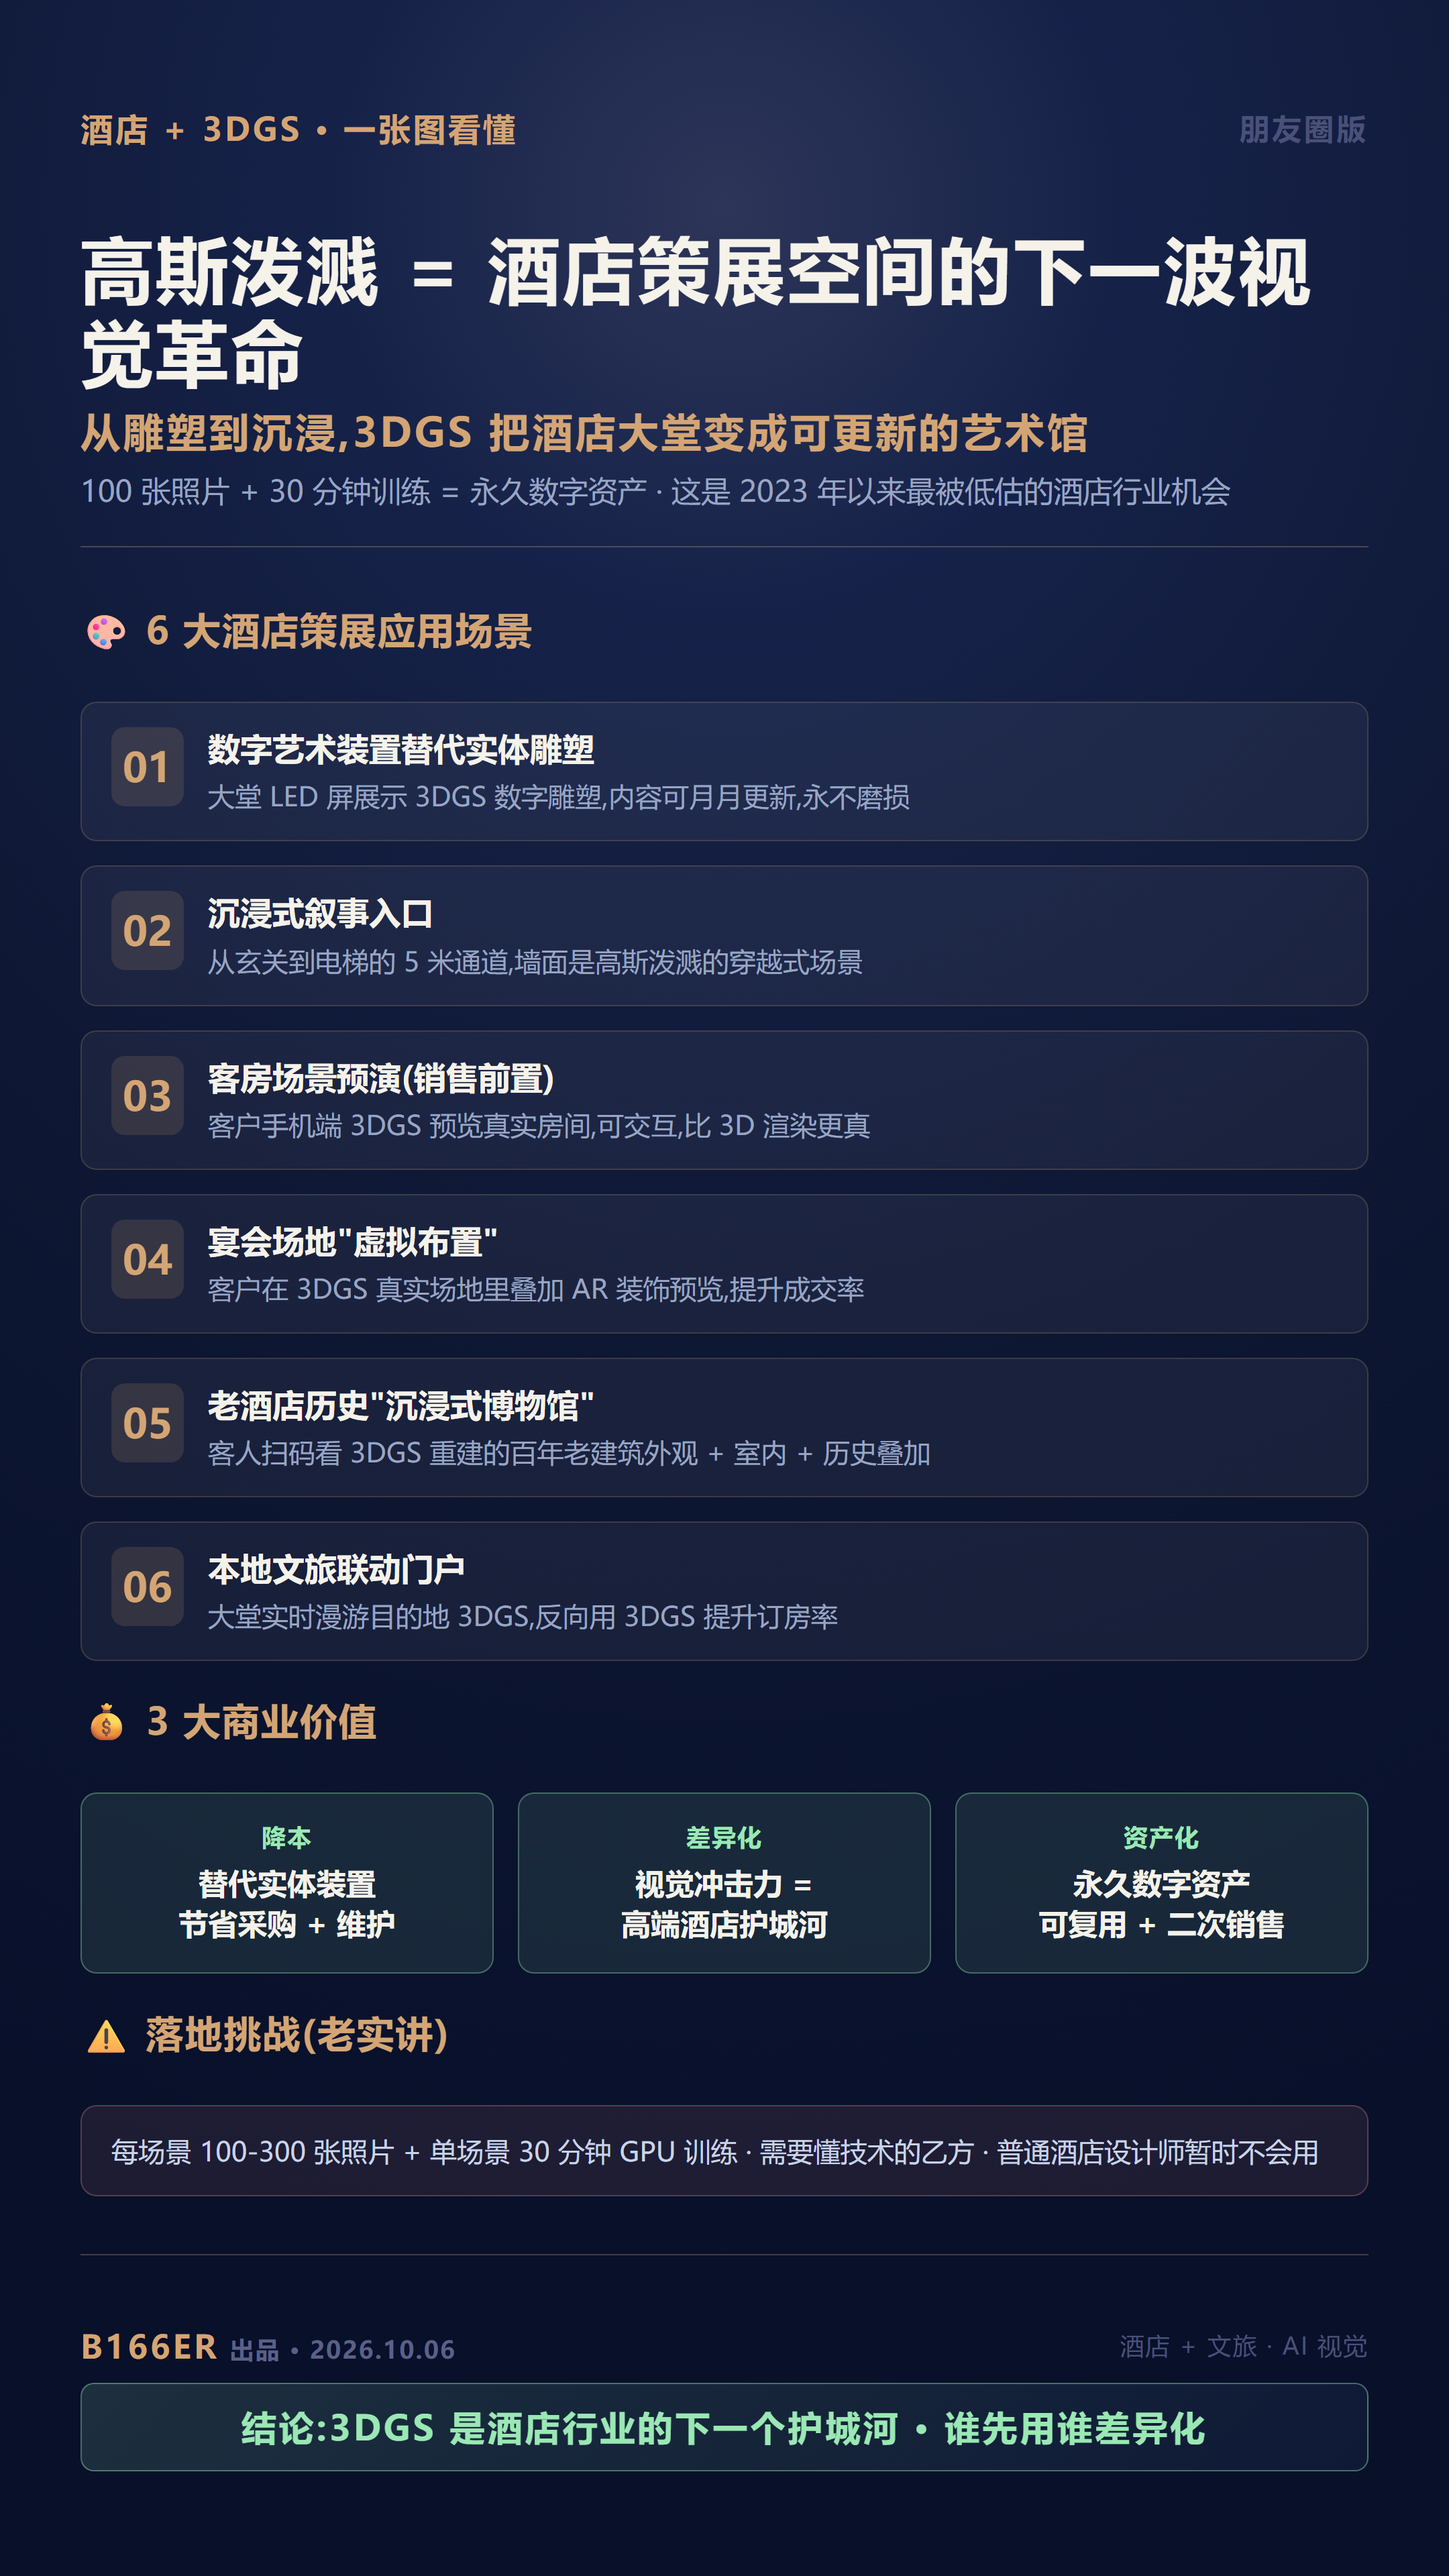 酒店 + 3DGS • 一张图看懂
朋友圈版
高斯泼溅 = 酒店策展空间的下一波视
觉革命
从雕塑到沉浸,3DGS 把酒店大堂变成可更新的艺术馆
100 张照片 + 30 分钟训练 = 永久数字资产 · 这是 2023 年以来最被低估的酒店行业机会
🎨 6 大酒店策展应用场景
01
数字艺术装置替代实体雕塑
大堂 LED 屏展示 3DGS 数字雕塑,内容可月月更新,永不磨损
02
沉浸式叙事入口
从玄关到电梯的 5 米通道,墙面是高斯泼溅的穿越式场景
03
客房场景预演(销售前置)
客户手机端 3DGS 预览真实房间,可交互,比 3D 渲染更真
04
宴会场地"虚拟布置"
客户在 3DGS 真实场地里叠加 AR 装饰预览,提升成交率
05
老酒店历史"沉浸式博物馆"
客人扫码看 3DGS 重建的百年老建筑外观 + 室内 + 历史叠加
06
本地文旅联动门户
大堂实时漫游目的地 3DGS,反向用 3DGS 提升订房率
💰 3 大商业价值
降本
替代实体装置
节省采购 + 维护
差异化
视觉冲击力 =
高端酒店护城河
资产化
永久数字资产
可复用 + 二次销售
⚠️ 落地挑战(老实讲)
每场景 100-300 张照片 + 单场景 30 分钟 GPU 训练 · 需要懂技术的乙方 · 普通酒店设计师暂时不会用
B166ER 出品 • 2026.10.06
酒店 + 文旅 · AI 视觉
结论:3DGS 是酒店行业的下一个护城河 • 谁先用谁差异化